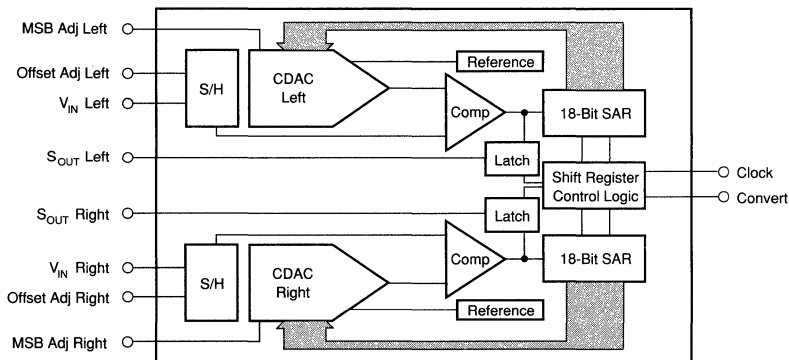 MSB Adj Left
Offset Adj Left
V_IN Left
S_OUT Left
S_OUT Right
V_IN Right
Offset Adj Right
MSB Adj Right
S/H
CDAC
Left
Reference
Comp
18-Bit SAR
Latch
Shift Register
Control Logic
Clock
Convert
Latch
S/H
CDAC
Right
Comp
18-Bit SAR
Reference